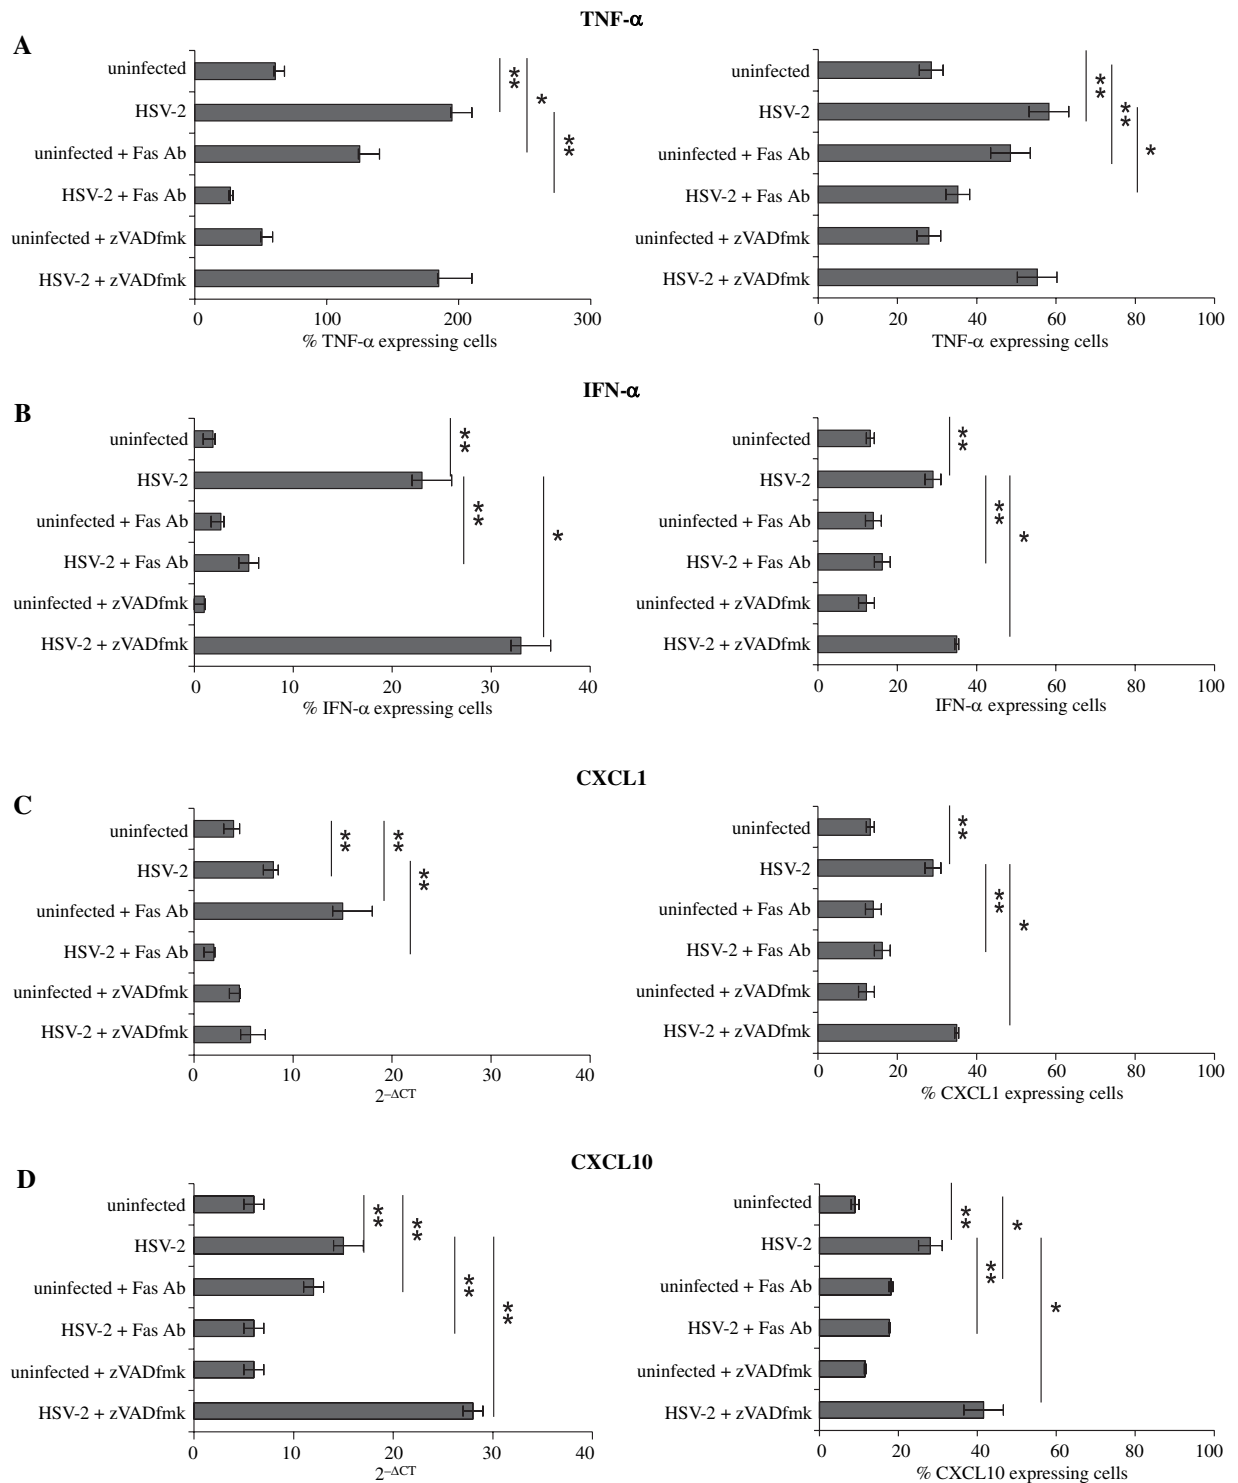 TNF-α
A
uninfected
HSV-2
uninfected + Fas Ab
HSV-2 + Fas Ab
uninfected + zVADfmk
HSV-2 + zVADfmk
* *
*
* *
0 100 200 300
% TNF-α expressing cells
uninfected
HSV-2
uninfected + Fas Ab
HSV-2 + Fas Ab
uninfected + zVADfmk
HSV-2 + zVADfmk
* *
* *
*
0 20 40 60 80 100
TNF-α expressing cells
IFN-α
B
uninfected
HSV-2
uninfected + Fas Ab
HSV-2 + Fas Ab
uninfected + zVADfmk
HSV-2 + zVADfmk
* *
* *
*
0 10 20 30 40
% IFN-α expressing cells
uninfected
HSV-2
uninfected + Fas Ab
HSV-2 + Fas Ab
uninfected + zVADfmk
HSV-2 + zVADfmk
* *
* *
*
0 20 40 60 80 100
IFN-α expressing cells
CXCL1
C
uninfected
HSV-2
uninfected + Fas Ab
HSV-2 + Fas Ab
uninfected + zVADfmk
HSV-2 + zVADfmk
* *
* *
* *
0 10 20 30 40
2−ΔCT
uninfected
HSV-2
uninfected + Fas Ab
HSV-2 + Fas Ab
uninfected + zVADfmk
HSV-2 + zVADfmk
* *
* *
*
0 20 40 60 80 100
% CXCL1 expressing cells
CXCL10
D
uninfected
HSV-2
uninfected + Fas Ab
HSV-2 + Fas Ab
uninfected + zVADfmk
HSV-2 + zVADfmk
* *
* *
* *
* *
0 10 20 30 40
2−ΔCT
uninfected
HSV-2
uninfected + Fas Ab
HSV-2 + Fas Ab
uninfected + zVADfmk
HSV-2 + zVADfmk
* *
*
* *
*
0 20 40 60 80 100
% CXCL10 expressing cells